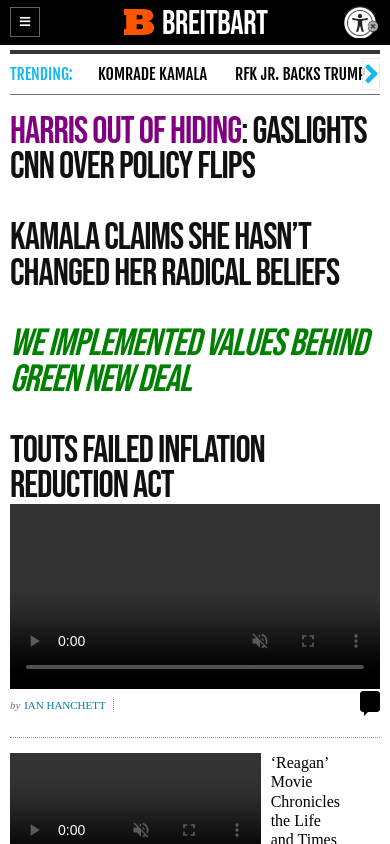 BREITBART
TRENDING: KOMRADE KAMALA RFK JR. BACKS TRUMP
HARRIS OUT OF HIDING: GASLIGHTS
CNN OVER POLICY FLIPS
KAMALA CLAIMS SHE HASN’T
CHANGED HER RADICAL BELIEFS
WE IMPLEMENTED VALUES BEHIND
GREEN NEW DEAL
TOUTS FAILED INFLATION
REDUCTION ACT
0:00
by IAN HANCHETT
‘Reagan’
Movie
Chronicles
the Life
and Times
0:00